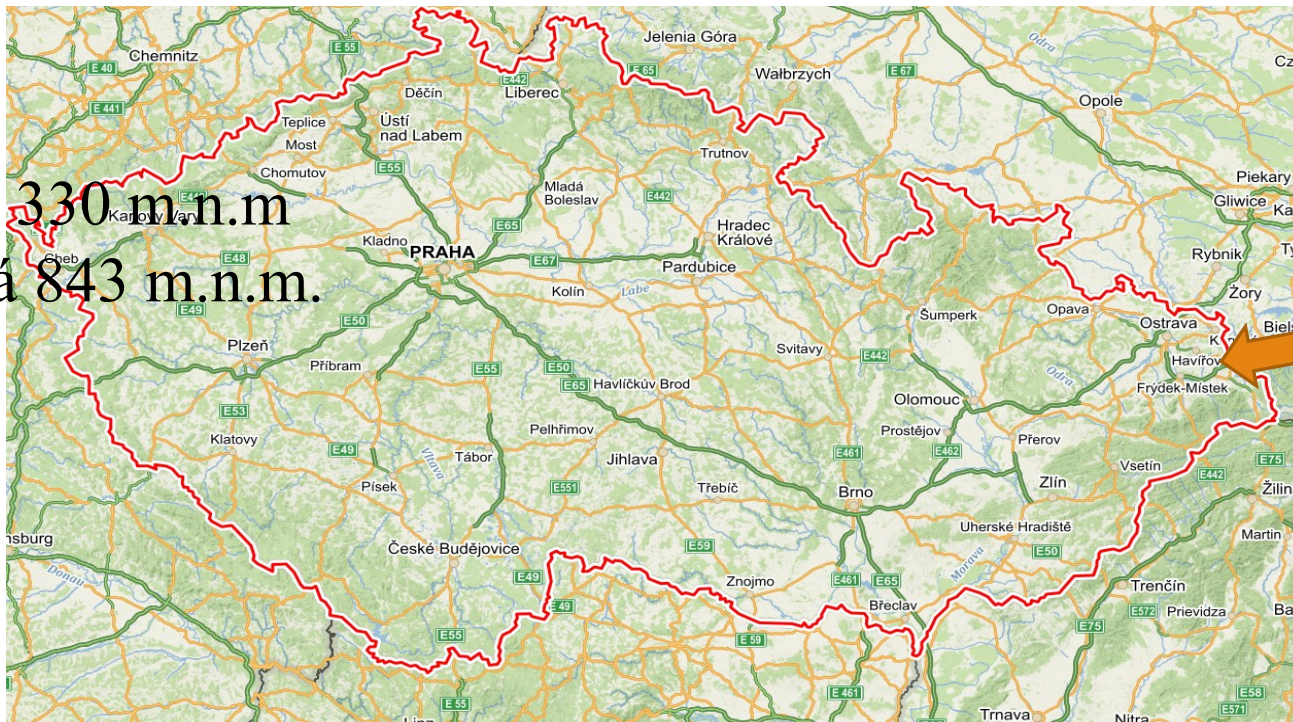 Chemnitz
E 55
Jelenia Góra
Odra
E 40
E442
E 65
Wałbrzych
E 67
Děčín
Liberec
E 441
Opole
Teplice
Ústí
nad Labem
Most
Trutnov
E55
Chomutov
Mladá
Boleslav
E442
Piekary
Gliwice
330 m.n.m
Karlovy Vary
E65
Hradec
Králové
Kladno
PRAHA
Rybnik
Cheb
E48
E67
Pardubice
843 m.n.m.
Kolín
Labe
Żory
E49
Opava
Šumperk
E50
Ostrava
Plzeň
Svitavy
E442
Havířov
Příbram
E55
E50
Odra
E65
Havlíčkův Brod
Frýdek-Místek
Olomouc
E53
Pelhřimov
Prostějov
Klatovy
E49
Přerov
Vltava
Tábor
Jihlava
E461
E462
Vsetín
E75
E442
Písek
E551
Třebíč
Brno
Zlín
Uherské Hradiště
České Budějovice
E59
E50
Martin
Donau
Morava
E49
Znojmo
E461
E65
Trenčín
E 49
Břeclav
E572
Prievidza
E55
E 59
E75
E 461
E58
E 55
E571
Trnava
Nitra